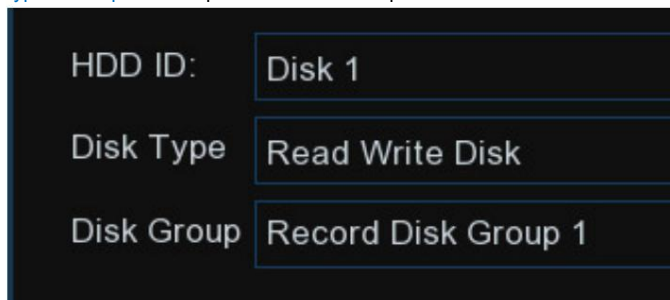 HDD ID: Disk 1
Disk Type Read Write Disk
Disk Group Record Disk Group 1